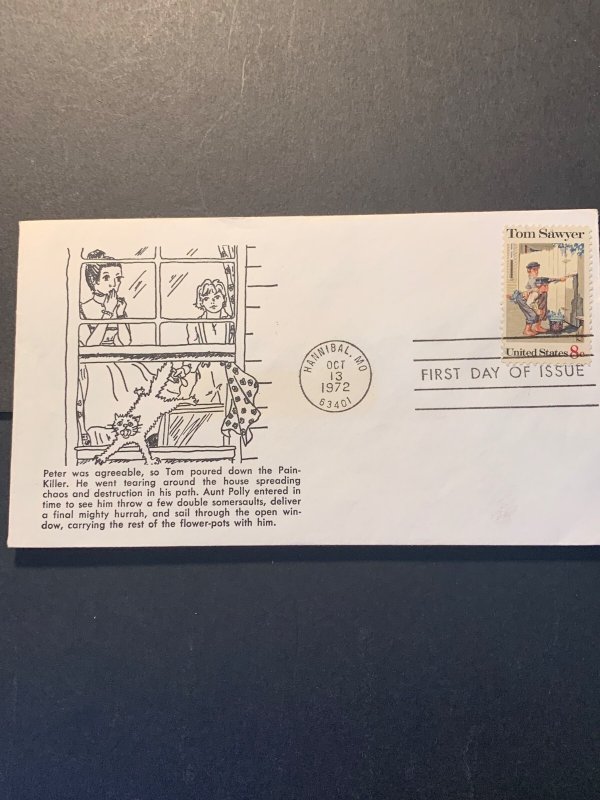 Tom Sawyer
United States 8c
HANNIBAL, MO
OCT
13
1972
63401
FIRST DAY OF ISSUE
Peter was agreeable, so Tom poured down the Pain-
Killer. He went tearing around the house spreading
chaos and destruction in his path. Aunt Polly entered in
time to see him throw a few double somersaults, deliver
a final mighty hurrah, and sail through the open win-
dow, carrying the rest of the flower-pots with him.